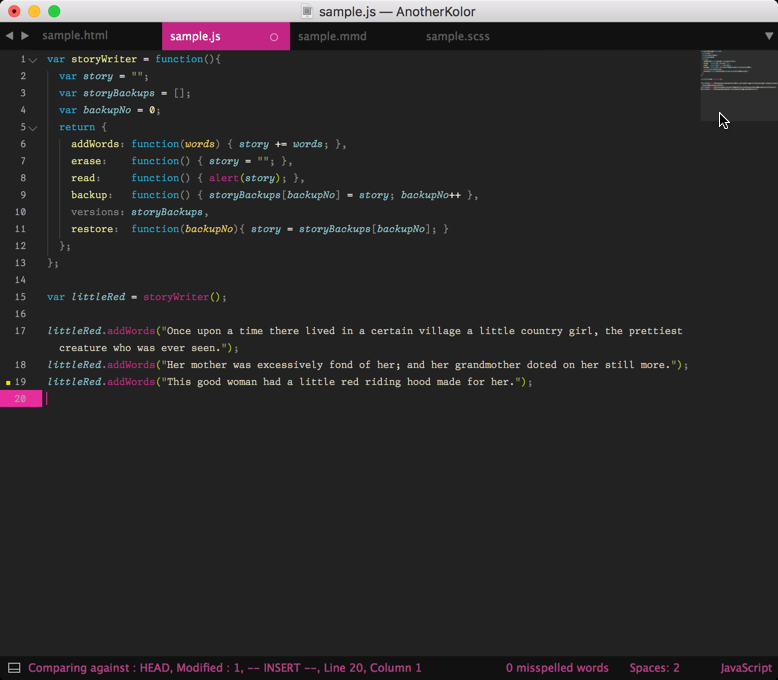 sample.js — AnotherKolor
sample.html sample.js sample.mmd sample.scss
1 var storyWriter = function(){
2 var story = "";
3 var storyBackups = [];
4 var backupNo = 0;
5 return {
6 addWords: function(words) { story += words; },
7 erase: function() { story = ""; },
8 read: function() { alert(story); },
9 backup: function() { storyBackups[backupNo] = story; backupNo++ },
10 versions: storyBackups,
11 restore: function(backupNo){ story = storyBackups[backupNo]; }
12 };
13 };
14
15 var littleRed = storyWriter();
16
17 littleRed.addWords("Once upon a time there lived in a certain village a little country girl, the prettiest
creature who was ever seen.");
18 littleRed.addWords("Her mother was excessively fond of her; and her grandmother doted on her still more.");
19 littleRed.addWords("This good woman had a little red riding hood made for her.");
20
Comparing against : HEAD, Modified : 1, -- INSERT --, Line 20, Column 1 0 misspelled words Spaces: 2 JavaScript